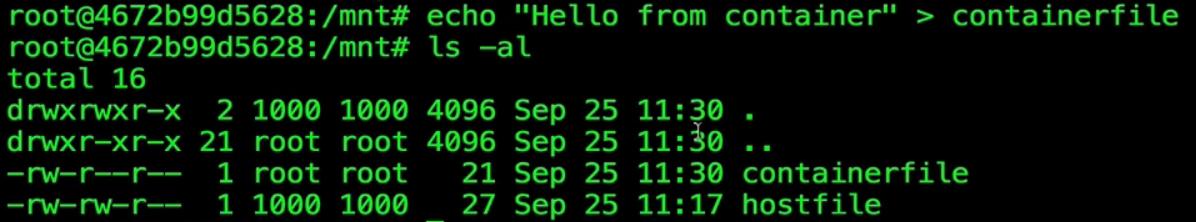 root@4672b99d5628:/mnt# echo "Hello from container" > containerfile
root@4672b99d5628:/mnt# ls -al
total 16
drwxrwxr-x  2 1000 1000 4096 Sep 25 11:30 .
drwxr-xr-x 21 root root 4096 Sep 25 11:30 ..
-rw-r--r--  1 root root   21 Sep 25 11:30 containerfile
-rw-rw-r--  1 1000 1000   27 Sep 25 11:17 hostfile